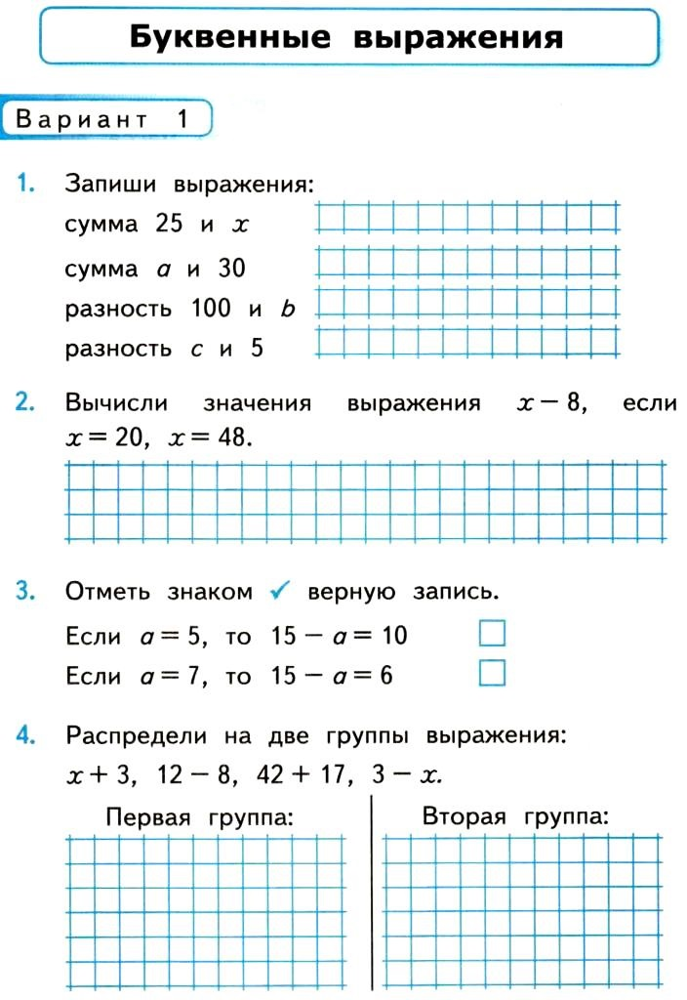 Буквенные выражения
Вариант 1
1. Запиши выражения:
сумма 25 и x
сумма a и 30
разность 100 и b
разность c и 5
2. Вычисли значения выражения x − 8, если
x = 20, x = 48.
3. Отметь знаком ✓ верную запись.
Если a = 5, то 15 − a = 10
Если a = 7, то 15 − a = 6
4. Распредели на две группы выражения:
x + 3, 12 − 8, 42 + 17, 3 − x.
Первая группа:
Вторая группа: